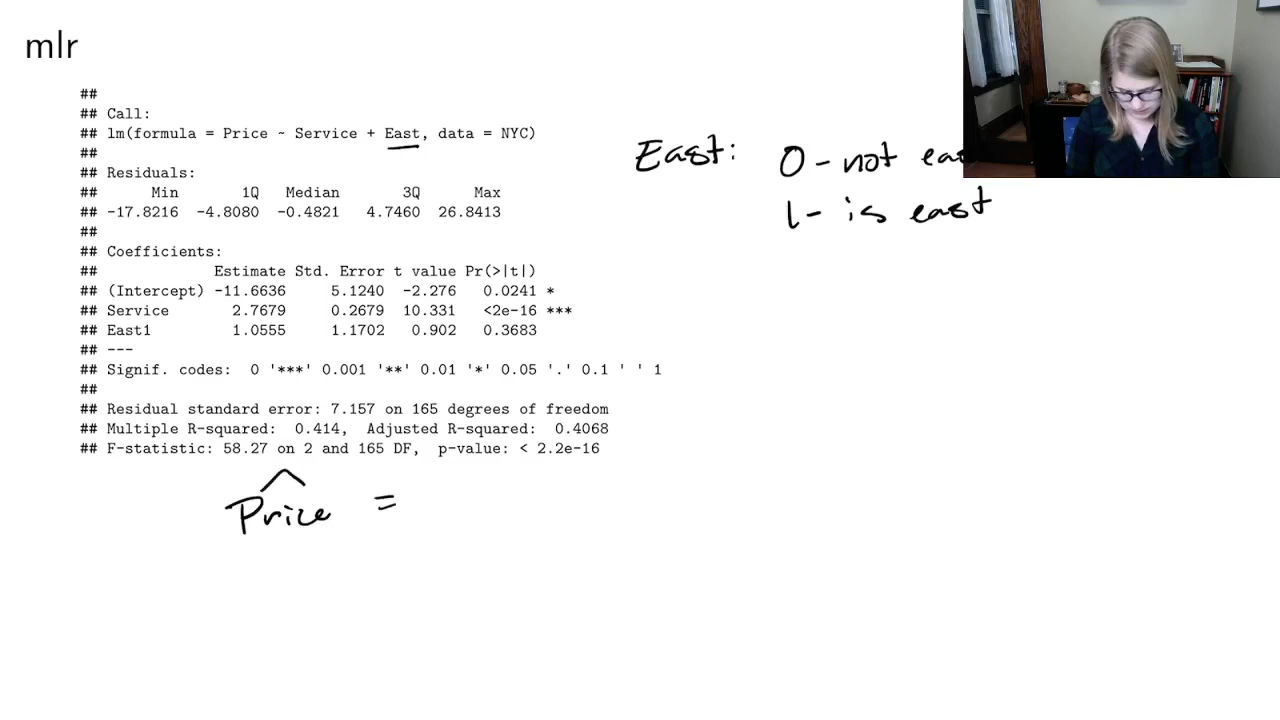 mlr
##
## Call:
## lm(formula = Price ~ Service + East, data = NYC)
##
## Residuals:
##      Min       1Q   Median       3Q      Max
## -17.8216  -4.8080  -0.4821   4.7460  26.8413
##
## Coefficients:
##             Estimate Std. Error t value Pr(>|t|)
## (Intercept) -11.6636     5.1240  -2.276   0.0241 *
## Service       2.7679     0.2679  10.331   <2e-16 ***
## East1         1.0555     1.1702   0.902   0.3683
## ---
## Signif. codes:  0 '***' 0.001 '**' 0.01 '*' 0.05 '.' 0.1 ' ' 1
##
## Residual standard error: 7.157 on 165 degrees of freedom
## Multiple R-squared:  0.414,  Adjusted R-squared:  0.4068
## F-statistic: 58.27 on 2 and 165 DF,  p-value: < 2.2e-16
East: 0 - not
1 - is east
Price =